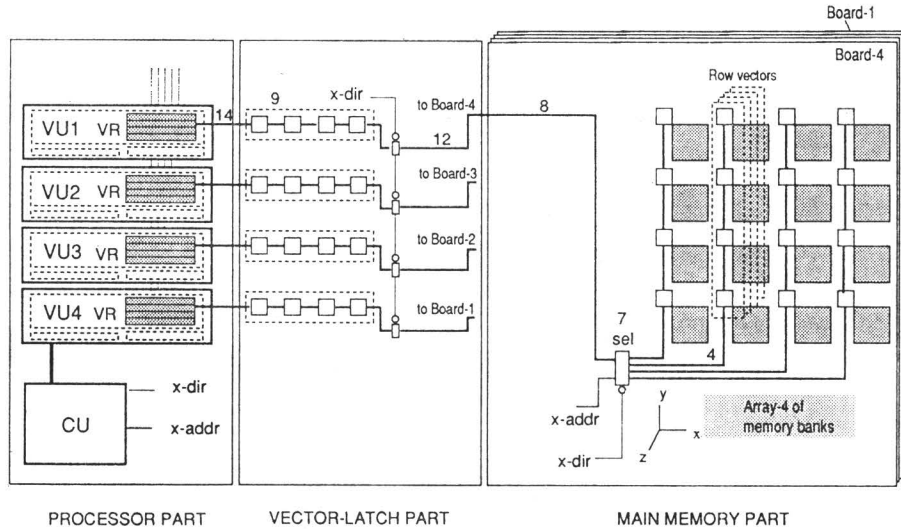 Board-1
Board-4
Row vectors
x-dir
to Board-4
8
9
14
12
VU1 VR
to Board-3
VU2 VR
to Board-2
VU3 VR
to Board-1
VU4 VR
7
sel
4
x-dir
CU
x-addr
x-addr
x-dir
y
x
z
Array-4 of
memory banks
PROCESSOR PART
VECTOR-LATCH PART
MAIN MEMORY PART